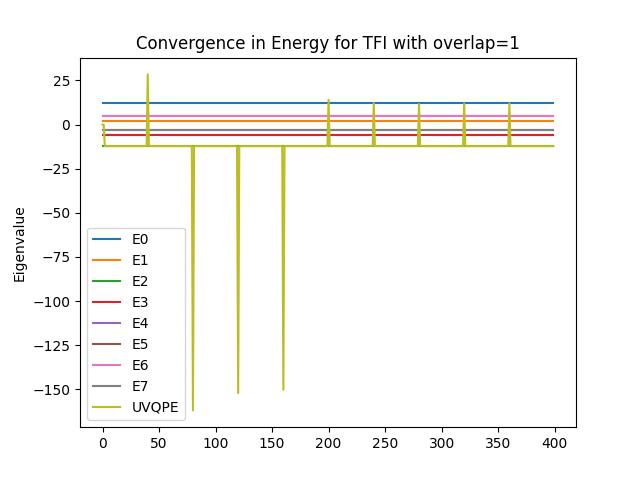 Convergence in Energy for TFI with overlap=1
Eigenvalue
25
0
−25
−50
−75
−100
−125
−150
E0
E1
E2
E3
E4
E5
E6
E7
UVQPE
0 50 100 150 200 250 300 350 400